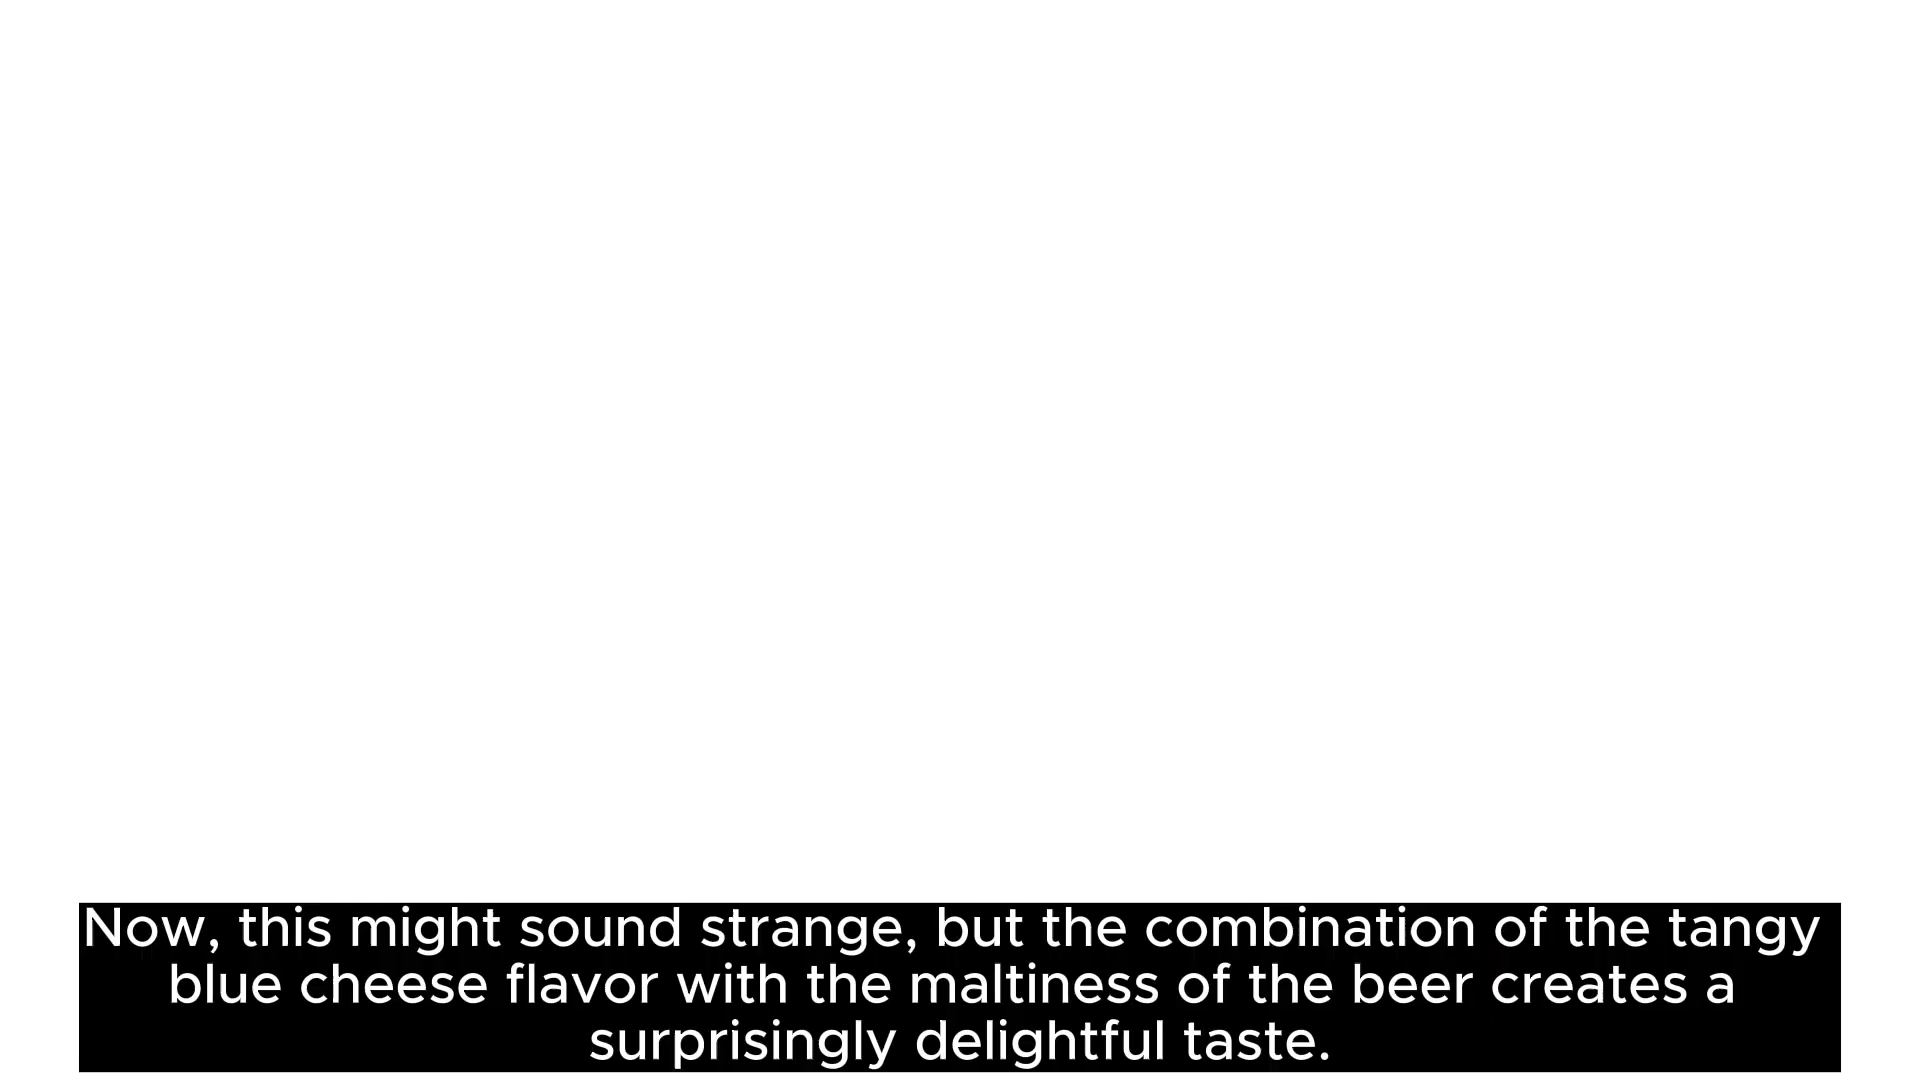 Now, this might sound strange, but the combination of the tangy
blue cheese flavor with the maltiness of the beer creates a
surprisingly delightful taste.